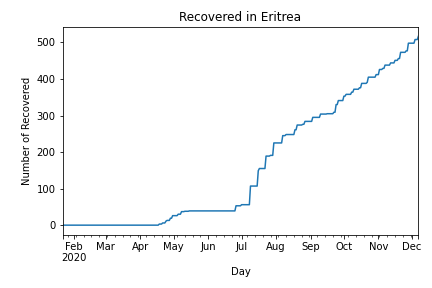 Recovered in Eritrea
Number of Recovered
500
400
300
200
100
0
Feb Mar Apr May Jun Jul Aug Sep Oct Nov Dec
2020
Day